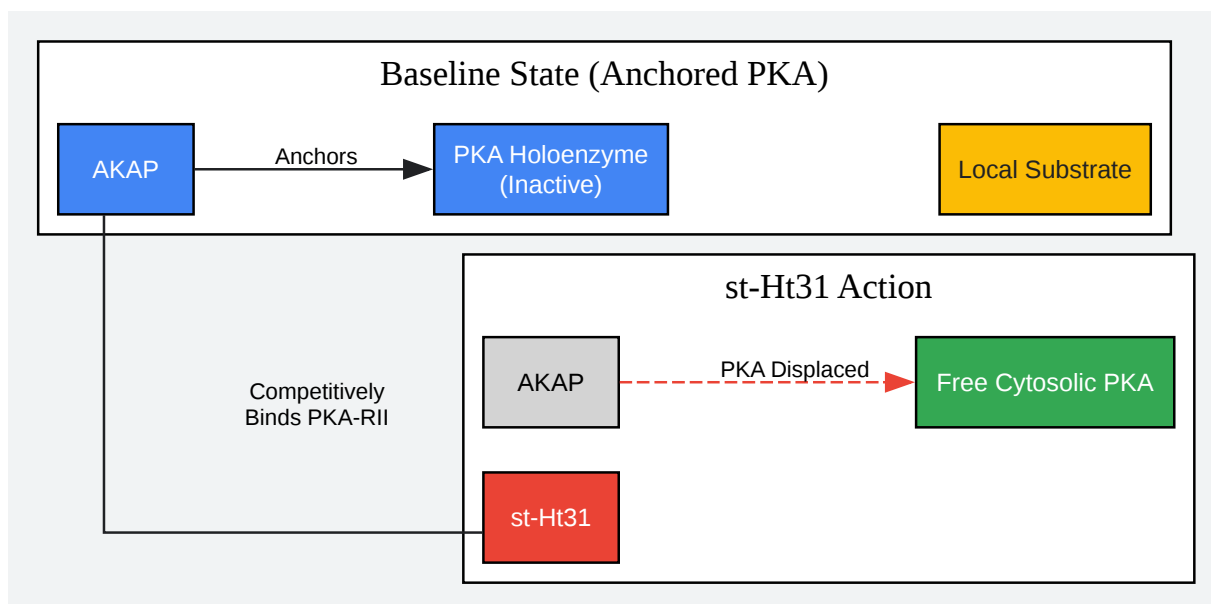 Baseline State (Anchored PKA)
AKAP
Anchors
PKA Holoenzyme
(Inactive)
Local Substrate
st-Ht31 Action
AKAP
PKA Displaced
Free Cytosolic PKA
Competitively
Binds PKA-RII
st-Ht31